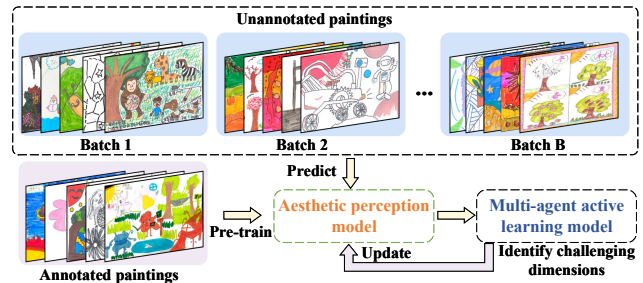 Unannotated paintings
Batch 1
Batch 2
...
Batch B
Predict
Annotated paintings
Pre-train
Aesthetic perception
model
Multi-agent active
learning model
Update
Identify challenging
dimensions